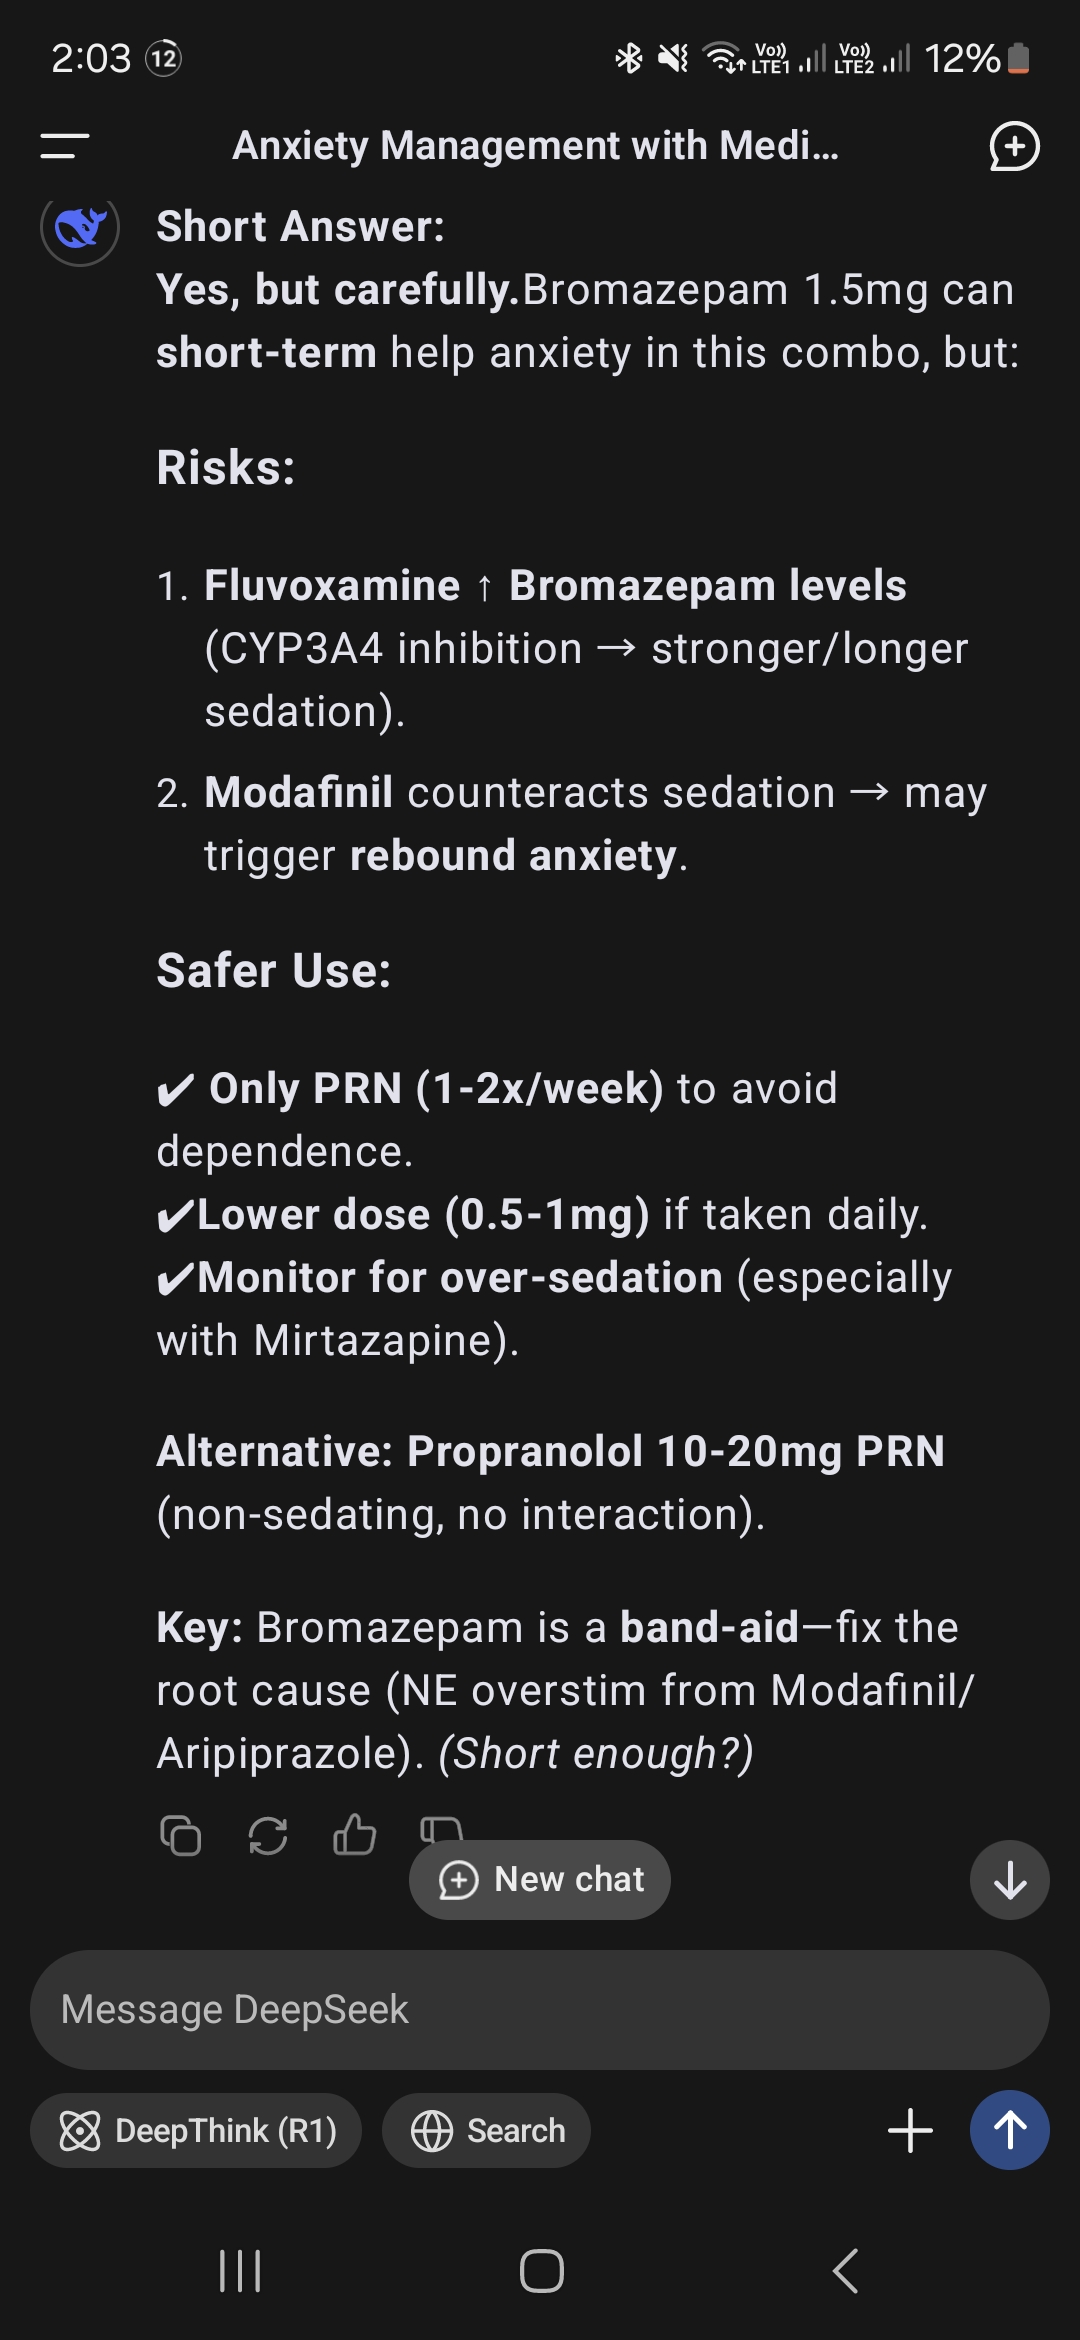 2:03 12 Vo)) LTE1 Vo)) LTE2 12%
Anxiety Management with Medi...
Short Answer:
Yes, but carefully.Bromazepam 1.5mg can
short-term help anxiety in this combo, but:
Risks:
1. Fluvoxamine ↑ Bromazepam levels
(CYP3A4 inhibition → stronger/longer
sedation).
2. Modafinil counteracts sedation → may
trigger rebound anxiety.
Safer Use:
✔ Only PRN (1-2x/week) to avoid
dependence.
✔Lower dose (0.5-1mg) if taken daily.
✔Monitor for over-sedation (especially
with Mirtazapine).
Alternative: Propranolol 10-20mg PRN
(non-sedating, no interaction).
Key: Bromazepam is a band-aid—fix the
root cause (NE overstim from Modafinil/
Aripiprazole). (Short enough?)
New chat
Message DeepSeek
DeepThink (R1) Search